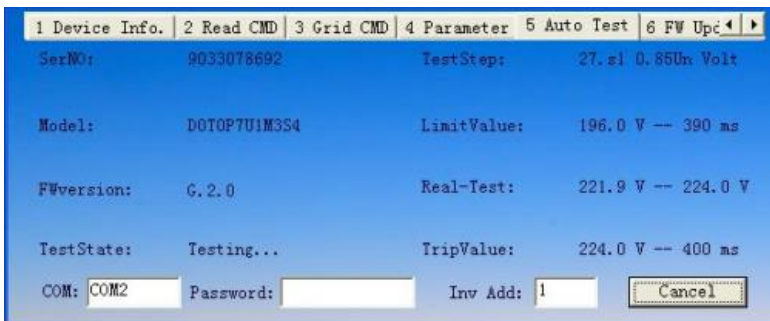 1 Device Info. 2 Read CMD 3 Grid CMD 4 Parameter 5 Auto Test 6 FW Upd
SerNO: 9033078692 TestStep: 27.s1 0.85Un Volt
Model: D0T0P7U1M3S4 LimitValue: 196.0 V -- 390 ms
FWversion: G.2.0 Real-Test: 221.9 V -- 224.0 V
TestState: Testing... TripValue: 224.0 V -- 400 ms
COM: COM2 Password: Inv Add: 1 Cancel